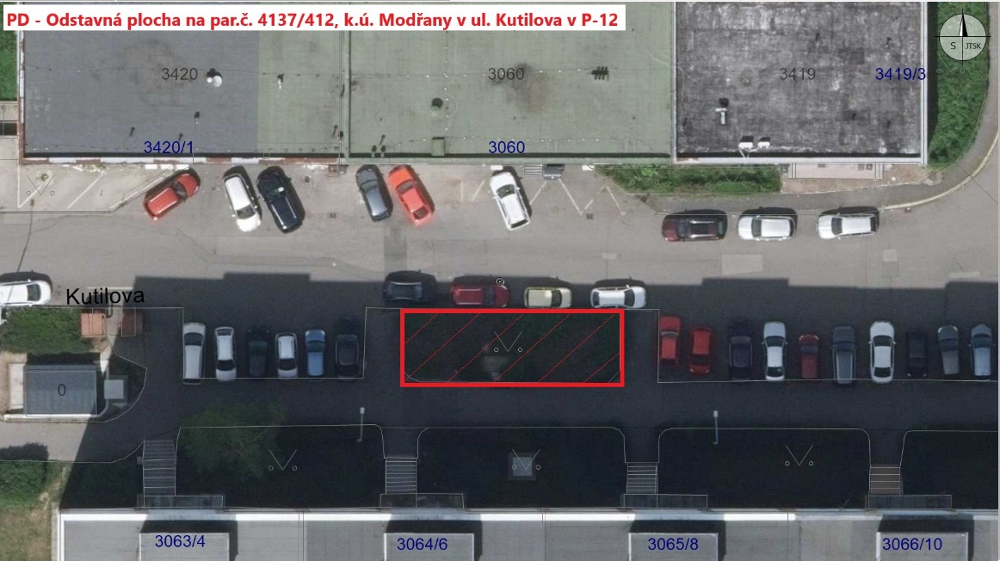 PD - Odstavná plocha na par.č. 4137/412, k.ú. Modřany v ul. Kutilova v P-12
S JTSK
3420 3060 3419 3419/3
3420/1 3060
Kutilova
0
3063/4 3064/6 3065/8 3066/10